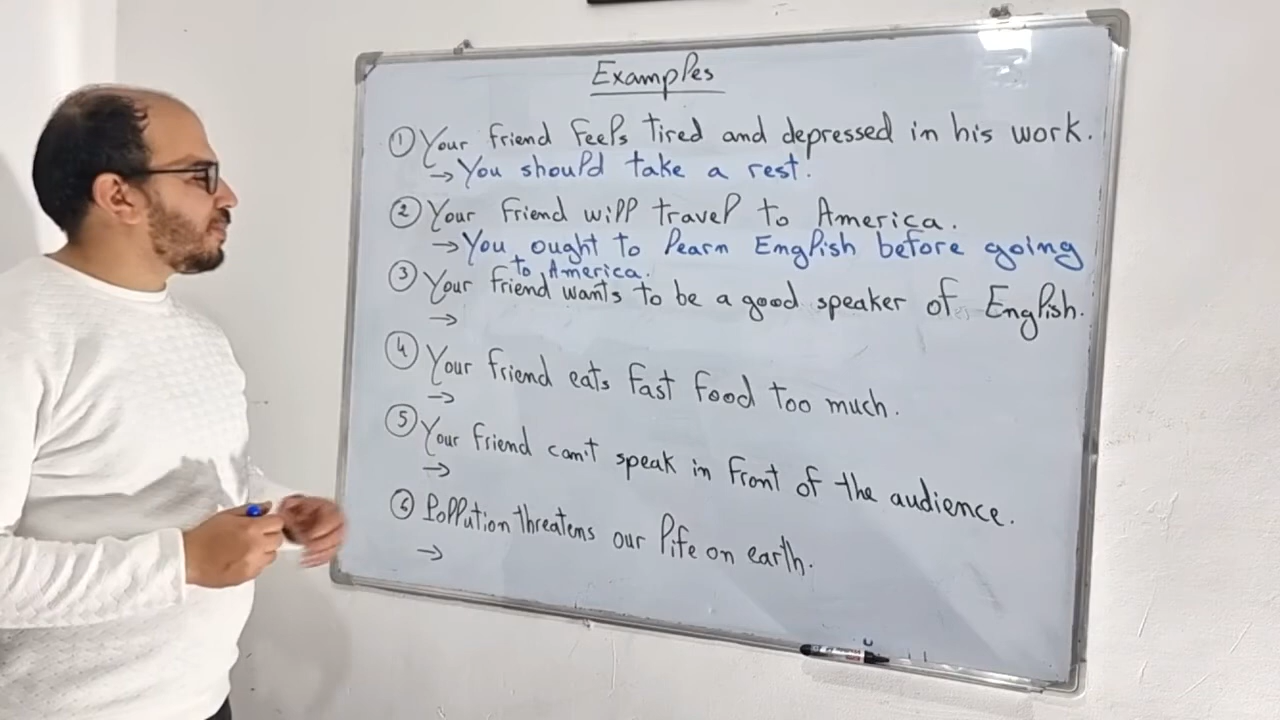 Examples
① Your friend feels tired and depressed in his work.
→ You should take a rest.
② Your friend will travel to America.
→ You ought to learn English before going
to America.
③ Your friend wants to be a good speaker of English.
→
④ Your friend eats fast food too much.
→
⑤ Your friend can't speak in front of the audience.
→
⑥ Pollution threatens our life on earth.
→